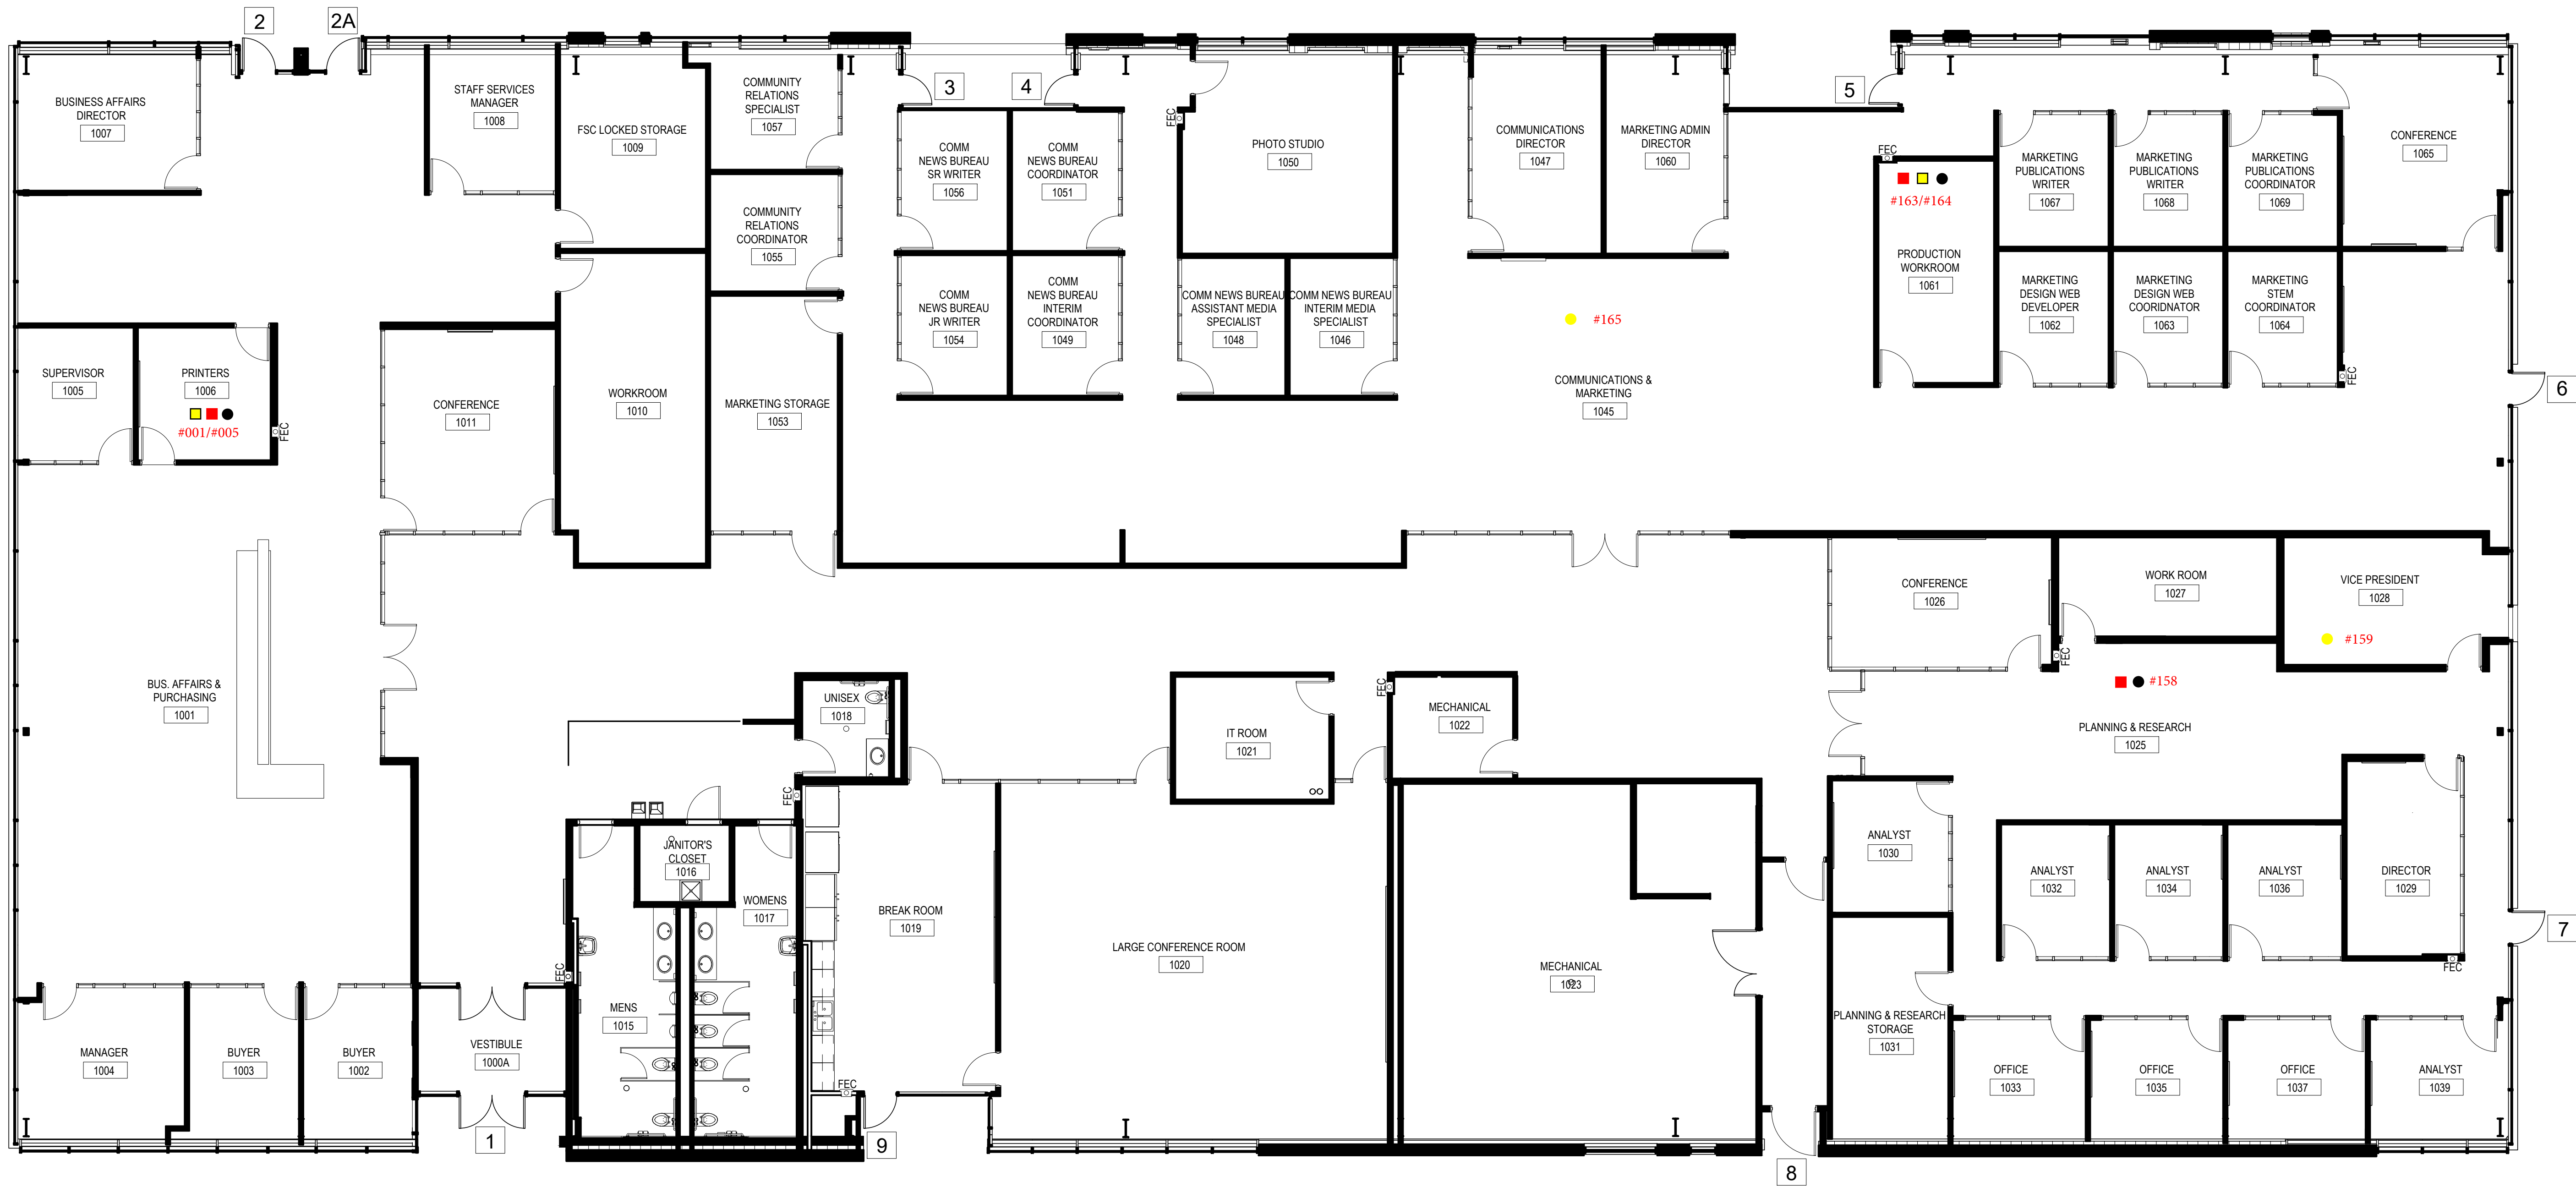 2
2A
3
4
5
6
7
8
9
1
BUSINESS AFFAIRS
DIRECTOR
1007
STAFF SERVICES
MANAGER
1008
FSC LOCKED STORAGE
1009
COMMUNITY
RELATIONS
SPECIALIST
1057
COMMUNITY
RELATIONS
COORDINATOR
1055
COMM
NEWS BUREAU
SR WRITER
1056
COMM
NEWS BUREAU
COORDINATOR
1051
COMM
NEWS BUREAU
JR WRITER
1054
COMM
NEWS BUREAU
INTERIM
COORDINATOR
1049
FEC
PHOTO STUDIO
1050
COMM NEWS BUREAU
ASSISTANT MEDIA
SPECIALIST
1048
COMM NEWS BUREAU
INTERIM MEDIA
SPECIALIST
1046
COMMUNICATIONS
DIRECTOR
1047
MARKETING ADMIN
DIRECTOR
1060
#165
COMMUNICATIONS &
MARKETING
1045
FEC
#163/#164
PRODUCTION
WORKROOM
1061
MARKETING
PUBLICATIONS
WRITER
1067
MARKETING
PUBLICATIONS
WRITER
1068
MARKETING
PUBLICATIONS
COORDINATOR
1069
CONFERENCE
1065
MARKETING
DESIGN WEB
DEVELOPER
1062
MARKETING
DESIGN WEB
COORIDNATOR
1063
MARKETING
STEM
COORDINATOR
1064
FEC
SUPERVISOR
1005
PRINTERS
1006
#001/#005
FEC
CONFERENCE
1011
WORKROOM
1010
MARKETING STORAGE
1053
BUS. AFFAIRS &
PURCHASING
1001
CONFERENCE
1026
WORK ROOM
1027
VICE PRESIDENT
1028
#159
FEC
#158
PLANNING & RESEARCH
1025
UNISEX
1018
FEC
IT ROOM
1021
FEC
MECHANICAL
1022
JANITOR'S
CLOSET
1016
WOMENS
1017
BREAK ROOM
1019
LARGE CONFERENCE ROOM
1020
MECHANICAL
1023
ANALYST
1030
ANALYST
1032
ANALYST
1034
ANALYST
1036
DIRECTOR
1029
FEC
FEC
MENS
1015
PLANNING & RESEARCH
STORAGE
1031
MANAGER
1004
BUYER
1003
BUYER
1002
VESTIBULE
1000A
FEC
OFFICE
1033
OFFICE
1035
OFFICE
1037
ANALYST
1039